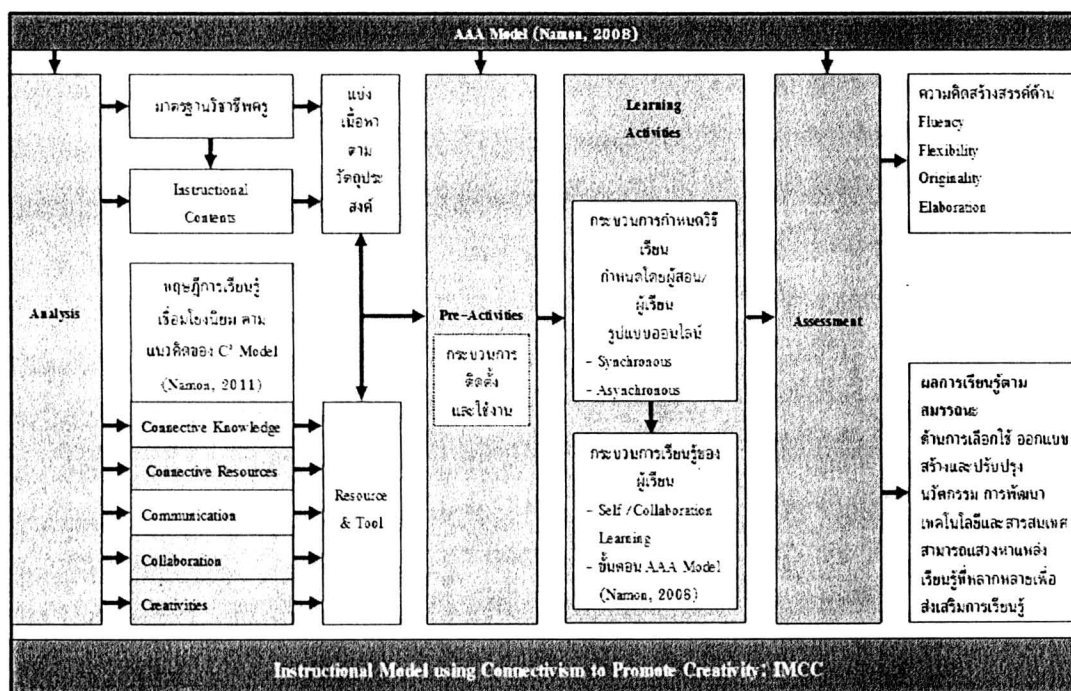 AAA Model (Namon, 2008)
Analysis
มาตรฐานวิชาชีพครู
Instructional
Contents
แบ่ง
เนื้อหา
ตาม
วัตถุประ
สงค์
ทฤษฎีการเรียนรู้
เชื่อมโยงนิยม ตาม
แนวคิดของ C⁵ Model
(Namon, 2011)
Connective Knowledge
Connective Resources
Communication
Collaboration
Creativities
Resource
& Tool
Pre-Activities
กระบวนการ
ติดตั้ง
และใช้งาน
Learning
Activities
กระบวนการกำหนดวิธี
เรียน
กำหนดโดยผู้สอน/
ผู้เรียน
รูปแบบออนไลน์
- Synchronous
- Asychronous
กระบวนการเรียนรู้ของ
ผู้เรียน
- Self /Collaboration
Learning
- ขั้นตอน AAA Model
(Namon, 2008)
Assessment
ความคิดสร้างสรรค์ด้าน
Fluency
Flexibility
Originality
Elaboration
ผลการเรียนรู้ตาม
สมรรถนะ
ด้านการเลือกใช้ ออกแบบ
สร้างและปรับปรุง
นวัตกรรม การพัฒนา
เทคโนโลยีและสารสนเทศ
สามารถแสวงหาแหล่ง
เรียนรู้ที่หลากหลายเพื่อ
ส่งเสริมการเรียนรู้
Instructional Model using Connectivism to Promote Creativity: IMCC